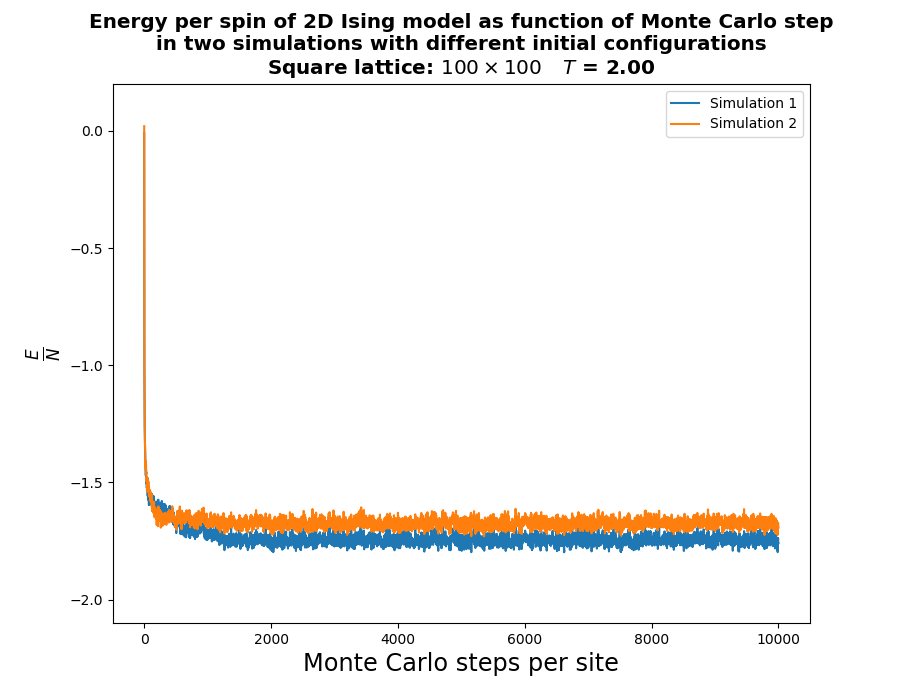 Energy per spin of 2D Ising model as function of Monte Carlo step
in two simulations with different initial configurations
Square lattice: 100 × 100 T = 2.00
Simulation 1
Simulation 2
0.0
−0.5
−1.0
−1.5
−2.0
E
N
0 2000 4000 6000 8000 10000
Monte Carlo steps per site